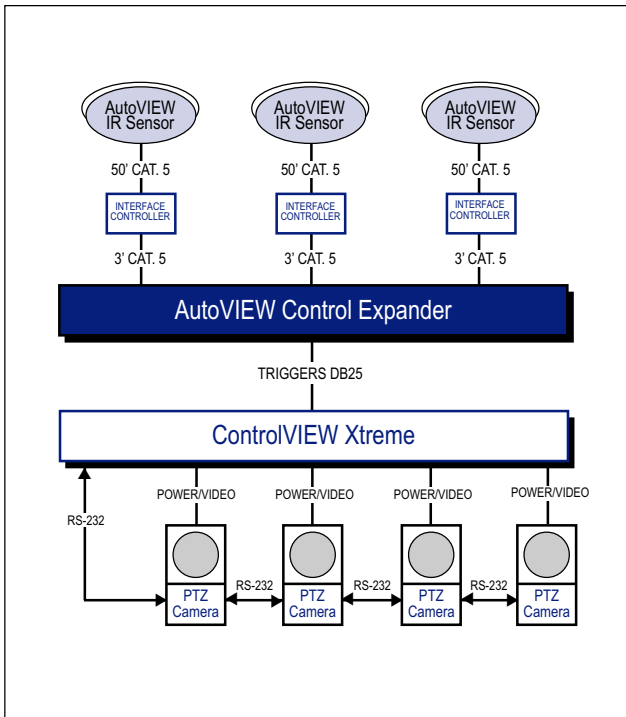 AutoVIEW
IR Sensor
AutoVIEW
IR Sensor
AutoVIEW
IR Sensor
50' CAT. 5
50' CAT. 5
50' CAT. 5
INTERFACE
CONTROLLER
INTERFACE
CONTROLLER
INTERFACE
CONTROLLER
3' CAT. 5
3' CAT. 5
3' CAT. 5
AutoVIEW Control Expander
TRIGGERS DB25
ControlVIEW Xtreme
POWER/VIDEO
POWER/VIDEO
POWER/VIDEO
POWER/VIDEO
RS-232
PTZ
Camera
RS-232
PTZ
Camera
RS-232
PTZ
Camera
RS-232
PTZ
Camera